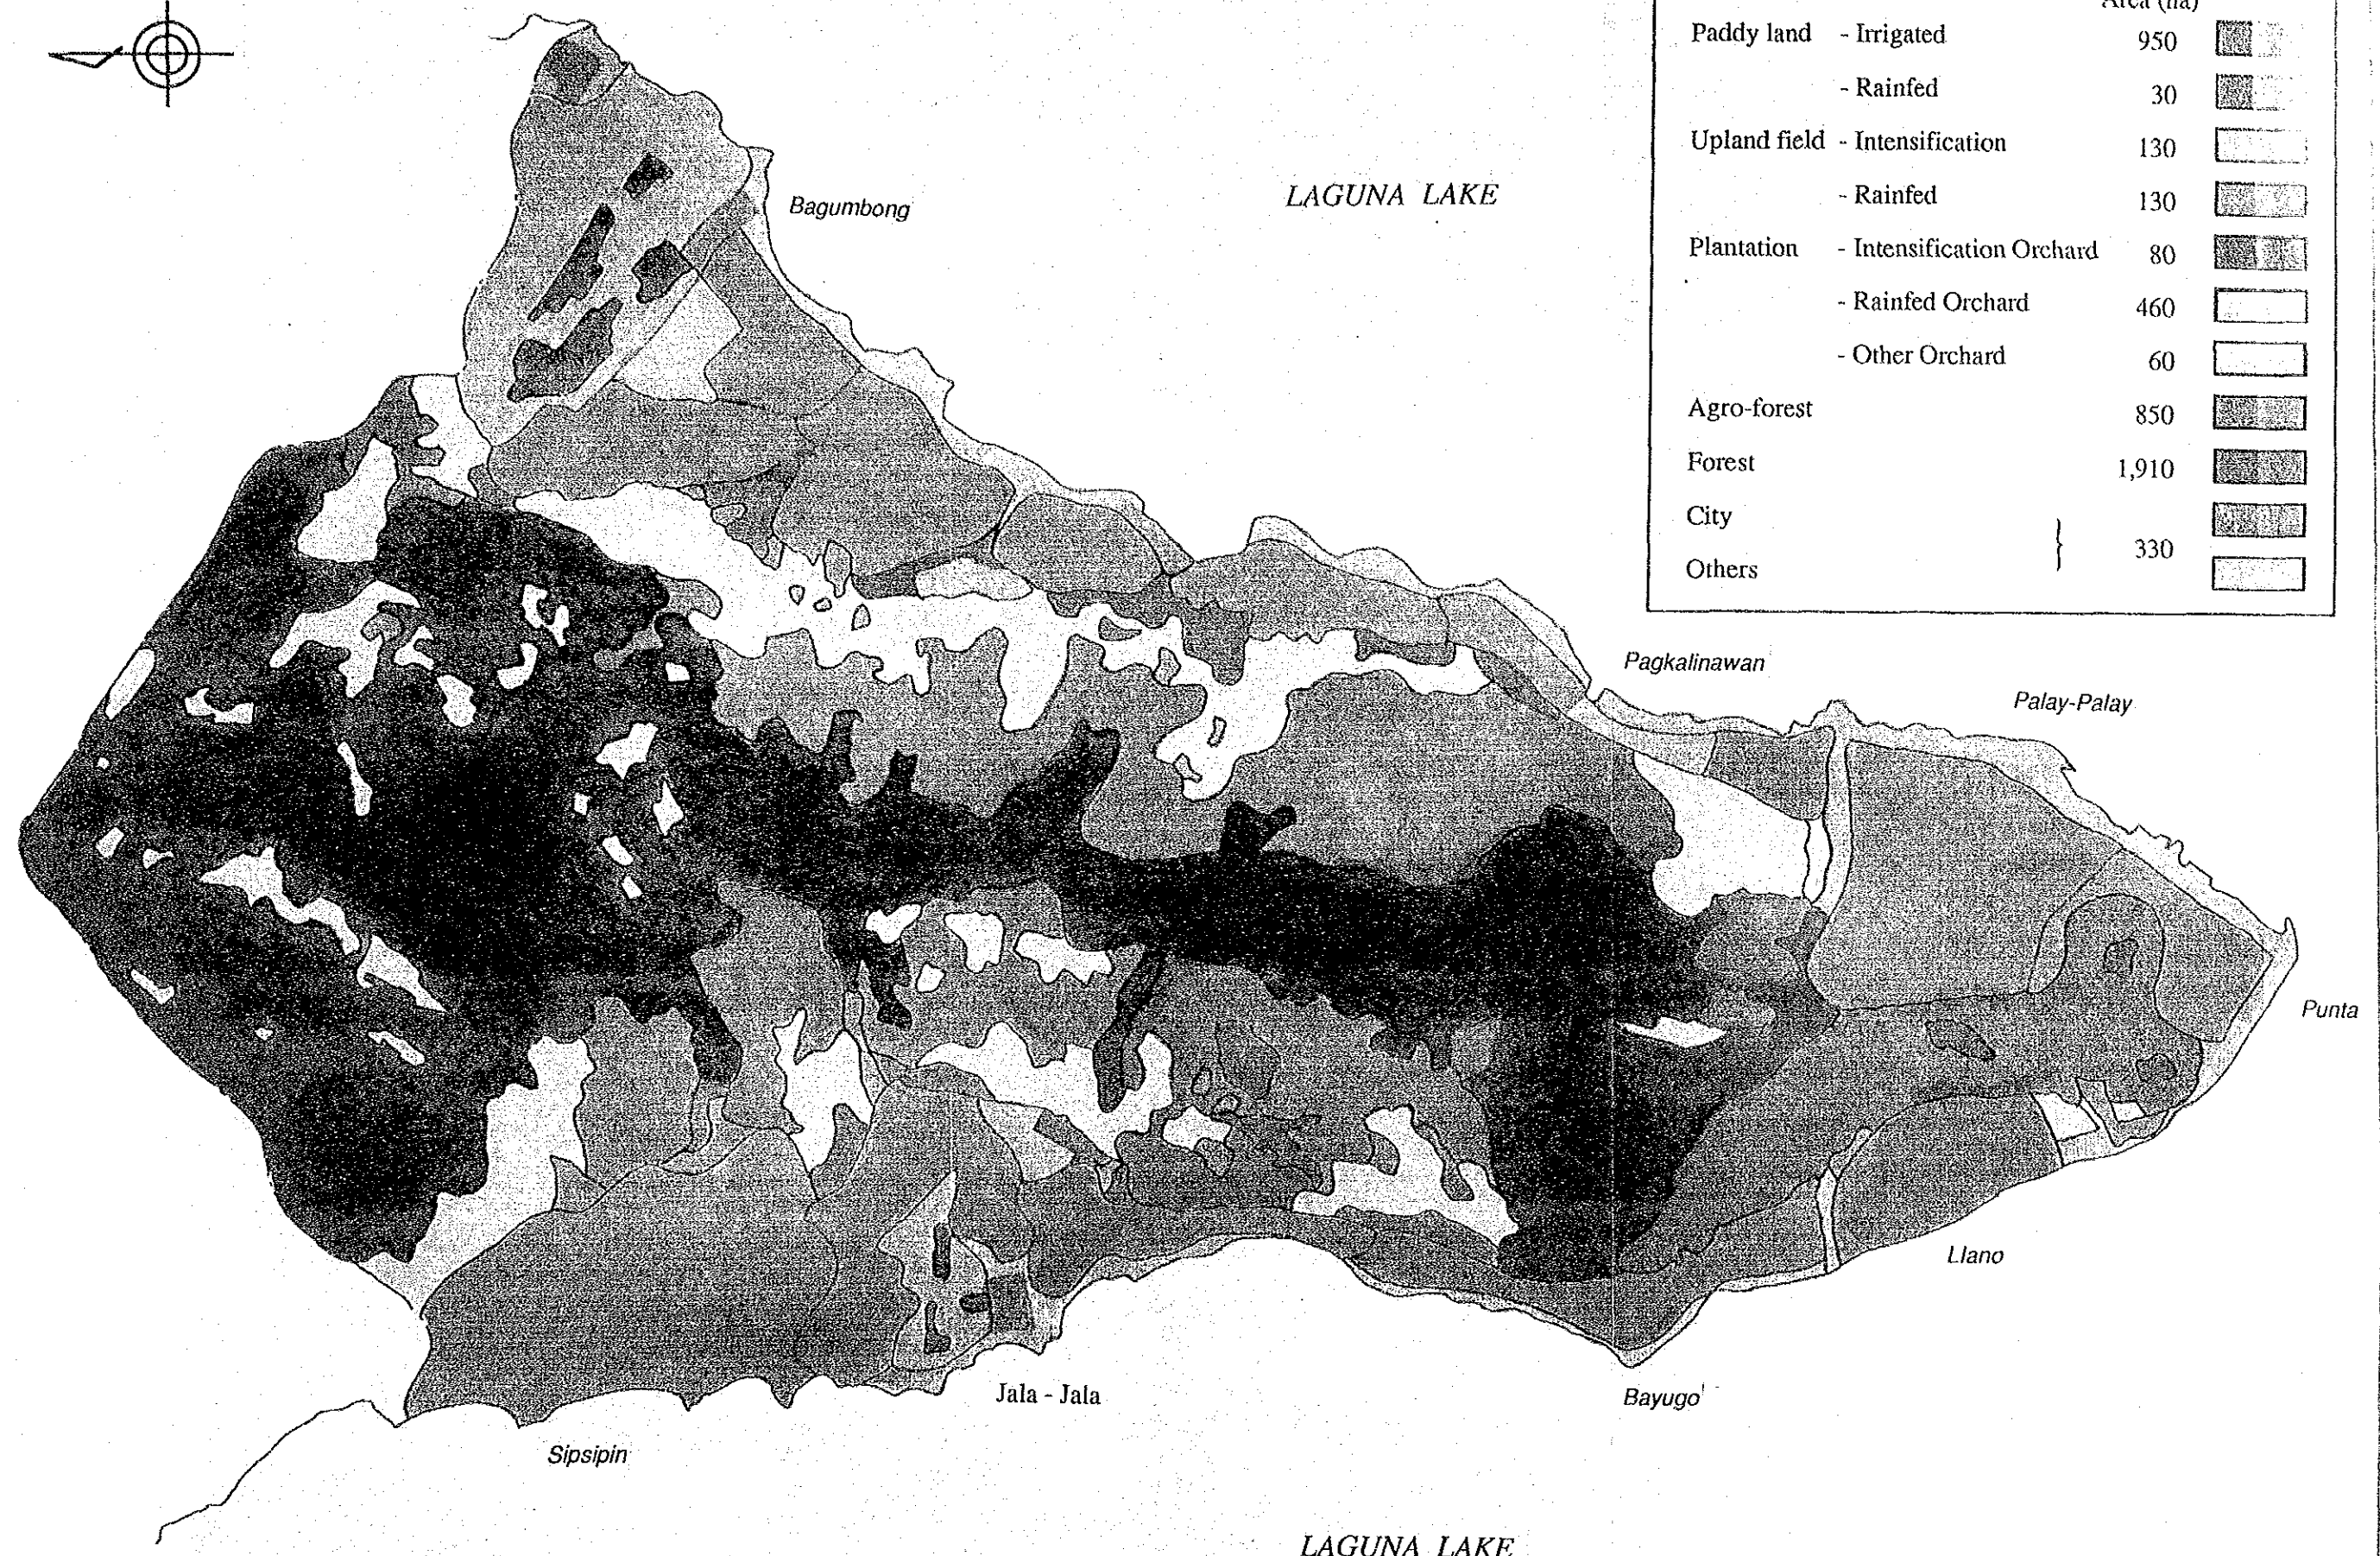 Area (ha)
Paddy land - Irrigated 950
- Rainfed 30
Upland field - Intensification 130
- Rainfed 130
Plantation - Intensification Orchard 80
- Rainfed Orchard 460
- Other Orchard 60
Agro-forest 850
Forest 1,910
City
330
Others
Bagumbong
LAGUNA LAKE
Pagkalinawan
Palay-Palay
Punta
Llano
Jala - Jala
Bayugo
Sipsipin
LAGUNA LAKE